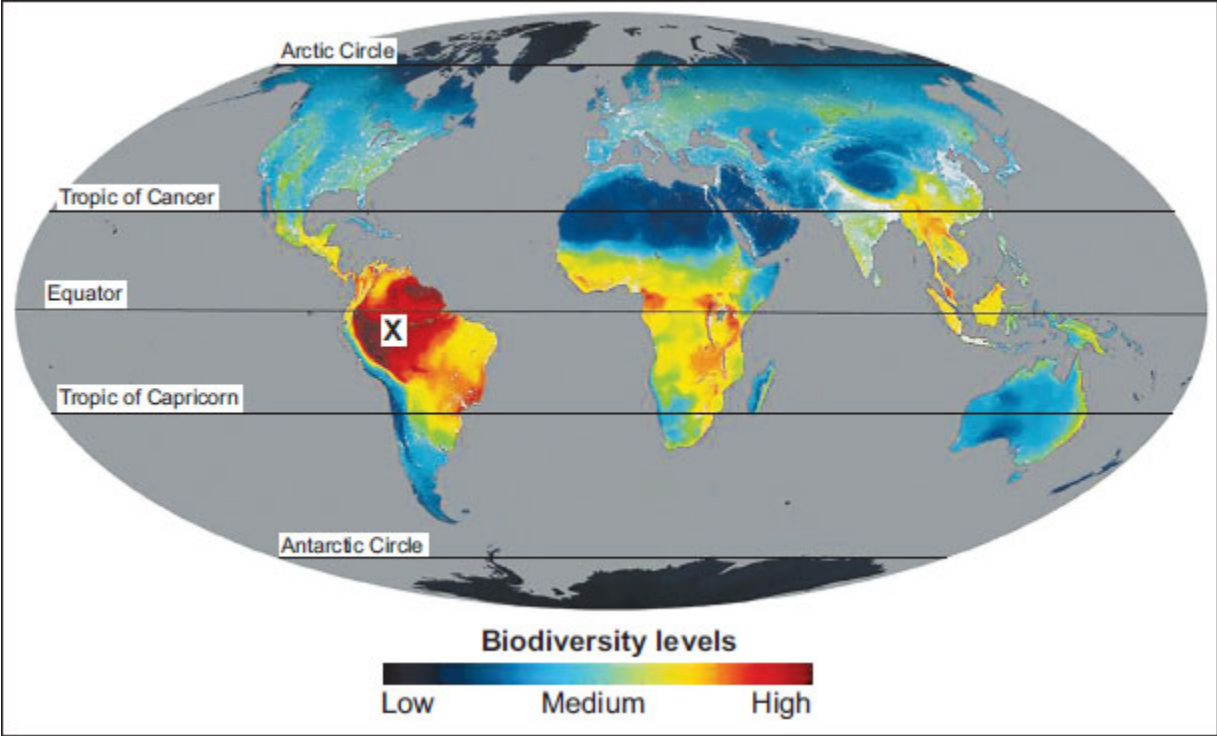 Arctic Circle
Tropic of Cancer
Equator
X
Tropic of Capricorn
Antarctic Circle
Biodiversity levels
Low Medium High